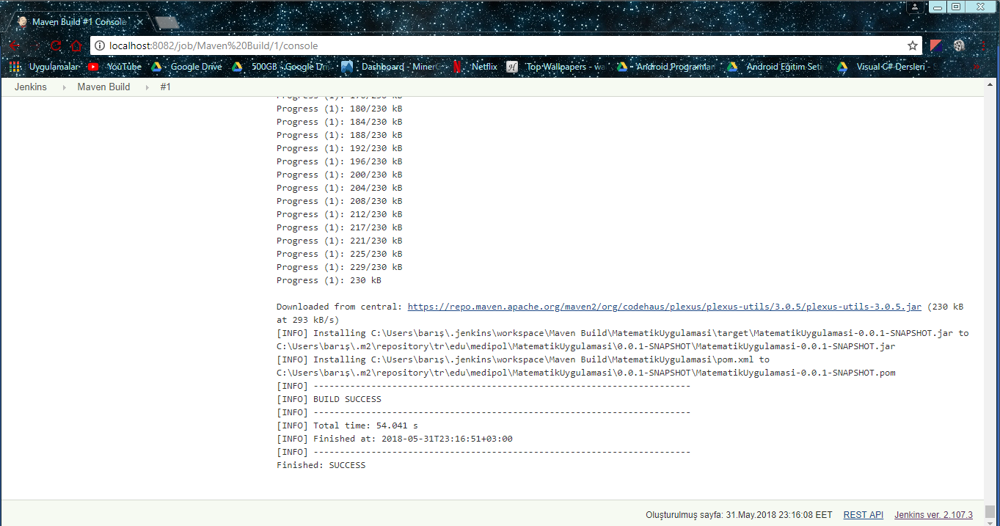 Maven Build #1 Console
localhost:8082/job/Maven%20Build/1/console
Uygulamalar YouTube Google Drive 500GB - Google Dri Dashboard - Miner Netflix Top Wallpapers - wa Android Programlan Android Eğitim Seti Visual C# Dersleri -
Jenkins Maven Build #1
Progress (1): 176/230 kB
Progress (1): 180/230 kB
Progress (1): 184/230 kB
Progress (1): 188/230 kB
Progress (1): 192/230 kB
Progress (1): 196/230 kB
Progress (1): 200/230 kB
Progress (1): 204/230 kB
Progress (1): 208/230 kB
Progress (1): 212/230 kB
Progress (1): 217/230 kB
Progress (1): 221/230 kB
Progress (1): 225/230 kB
Progress (1): 229/230 kB
Progress (1): 230 kB
Downloaded from central: https://repo.maven.apache.org/maven2/org/codehaus/plexus/plexus-utils/3.0.5/plexus-utils-3.0.5.jar (230 kB
at 293 kB/s)
[INFO] Installing C:\Users\barış\.jenkins\workspace\Maven Build\MatematikUygulamasi\target\MatematikUygulamasi-0.0.1-SNAPSHOT.jar to
C:\Users\barış\.m2\repository\tr\edu\medipol\MatematikUygulamasi\0.0.1-SNAPSHOT\MatematikUygulamasi-0.0.1-SNAPSHOT.jar
[INFO] Installing C:\Users\barış\.jenkins\workspace\Maven Build\MatematikUygulamasi\pom.xml to
C:\Users\barış\.m2\repository\tr\edu\medipol\MatematikUygulamasi\0.0.1-SNAPSHOT\MatematikUygulamasi-0.0.1-SNAPSHOT.pom
[INFO] ------------------------------------------------------------------------
[INFO] BUILD SUCCESS
[INFO] ------------------------------------------------------------------------
[INFO] Total time: 54.041 s
[INFO] Finished at: 2018-05-31T23:16:51+03:00
[INFO] ------------------------------------------------------------------------
Finished: SUCCESS
Oluşturulmuş sayfa: 31.May.2018 23:16:08 EET REST API Jenkins ver. 2.107.3